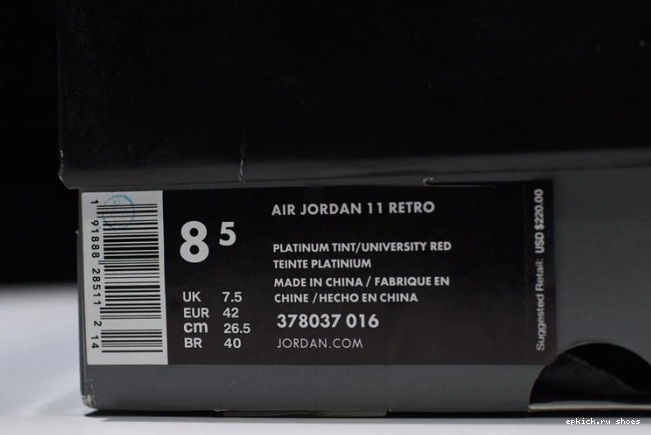 AIR JORDAN 11 RETRO
8 5
PLATINUM TINT/UNIVERSITY RED
TEINTE PLATINIUM
MADE IN CHINA / FABRIQUE EN
CHINE / HECHO EN CHINA
378037 016
JORDAN.COM
UK 7.5
EUR 42
cm 26.5
BR 40
1 91888 28511 2 14
Suggested Retail: USD $220.00
epkick.ru shoes